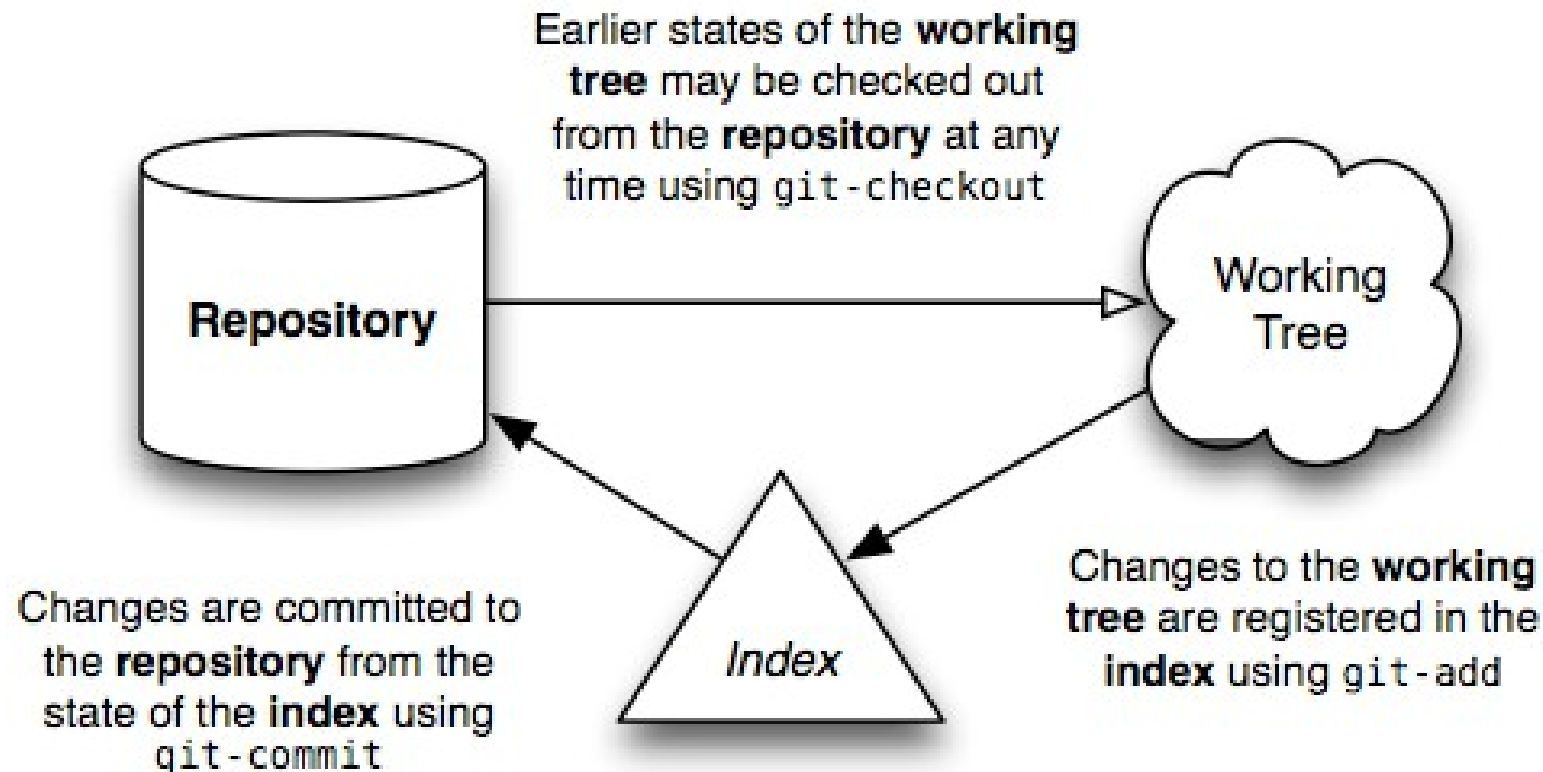 Earlier states of the working
tree may be checked out
from the repository at any
time using git-checkout
Repository
Working
Tree
Index
Changes to the working
tree are registered in the
index using git-add
Changes are committed to
the repository from the
state of the index using
git-commit